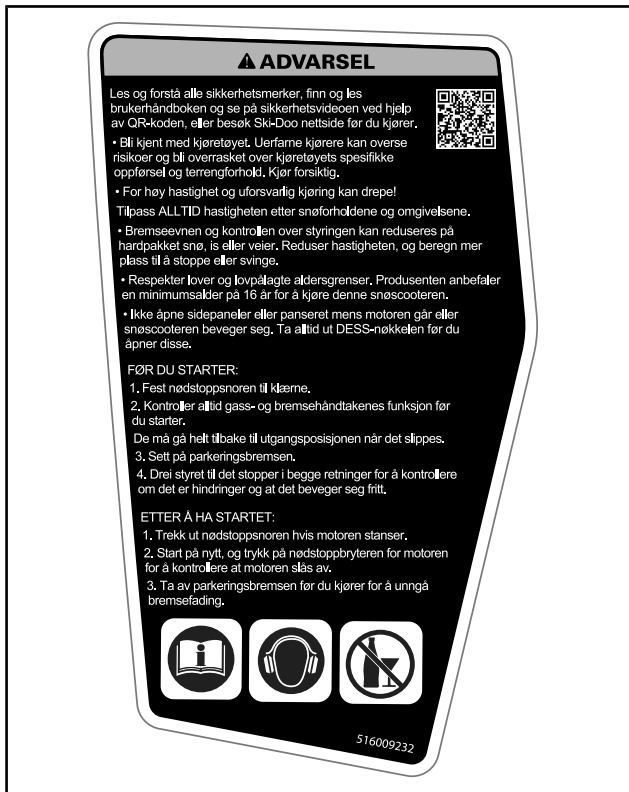 ADVARSEL
Les og forstå alle sikkerhetsmerker, finn og les
brukerhåndboken og se på sikkerhetsvideoen ved hjelp
av QR-koden, eller besøk Ski-Doo nettside før du kjører.
• Bli kjent med kjøretøyet. Uerfarne kjørere kan overse
risikoer og bli overrasket over kjøretøyets spesifikke
oppførsel og terrengforhold. Kjør forsiktig.
• For høy hastighet og uforsvarlig kjøring kan drepe!
Tilpass ALLTID hastigheten etter snøforholdene og omgivelsene.
• Bremseevnen og kontrollen over styringen kan reduseres på
hardpakket snø, is eller veier. Reduser hastigheten, og beregn mer
plass til å stoppe eller svinge.
• Respekter lover og lovpålagte aldersgrenser. Produsenten anbefaler
en minimumsalder på 16 år for å kjøre denne snøscooteren.
• Ikke åpne sidepaneler eller panseret mens motoren går eller
snøscooteren beveger seg. Ta alltid ut DESS-nøkkelen før du
åpner disse.
FØR DU STARTER:
1. Fest nødstoppsnoren til klærne.
2. Kontroller alltid gass- og bremsehåndtakenes funksjon før
du starter.
De må gå helt tilbake til utgangsposisjonen når det slippes.
3. Sett på parkeringsbremsen.
4. Drei styret til det stopper i begge retninger for å kontrollere
om det er hindringer og at det beveger seg fritt.
ETTER Å HA STARTET:
1. Trekk ut nødstoppsnoren hvis motoren stanser.
2. Start på nytt, og trykk på nødstoppbryteren for motoren
for å kontrollere at motoren slås av.
3. Ta av parkeringsbremsen før du kjører for å unngå
bremsefading.
516009232